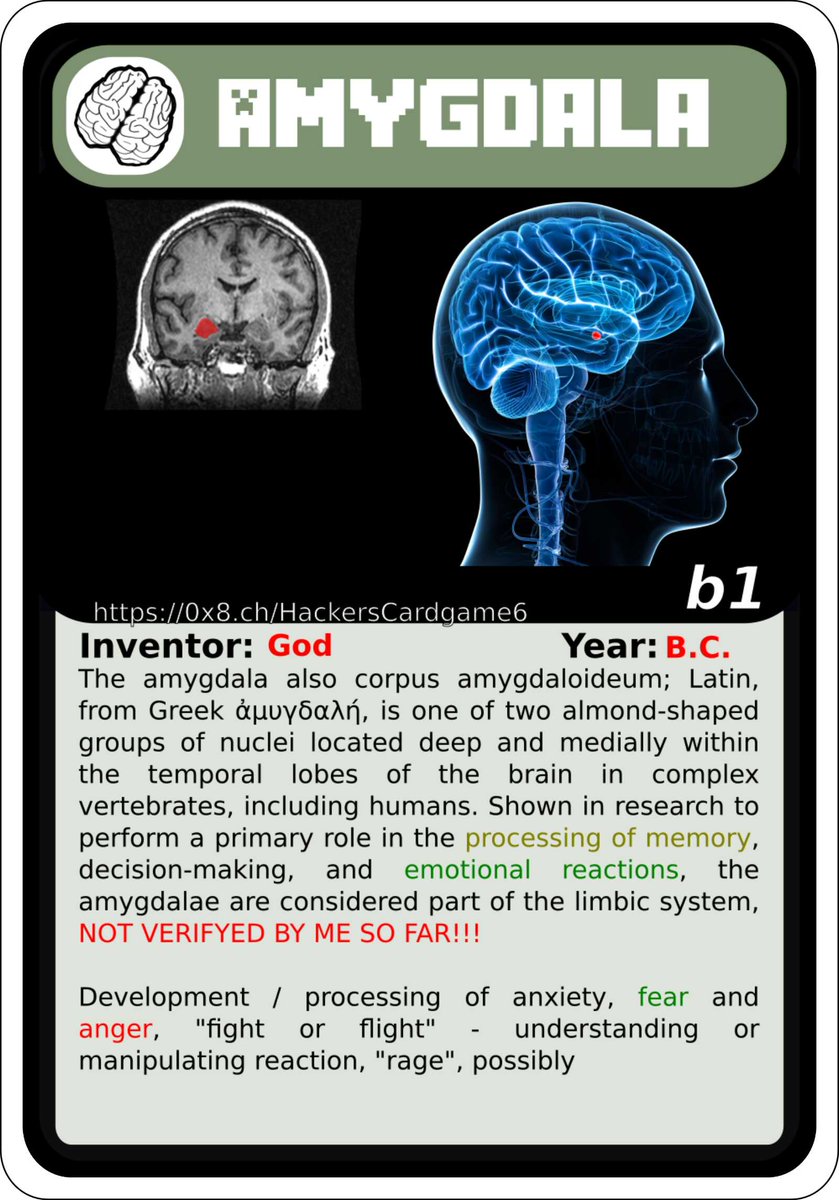 AMYGDALA
b1
https://0x8.ch/HackersCardgame6
Inventor: God Year: B.C.
The amygdala also corpus amygdaloideum; Latin,
from Greek ἀμυγδαλή, is one of two almond-shaped
groups of nuclei located deep and medially within
the temporal lobes of the brain in complex
vertebrates, including humans. Shown in research to
perform a primary role in the processing of memory,
decision-making, and emotional reactions, the
amygdalae are considered part of the limbic system,
NOT VERIFYED BY ME SO FAR!!!
Development / processing of anxiety, fear and
anger, "fight or flight" - understanding or
manipulating reaction, "rage", possibly